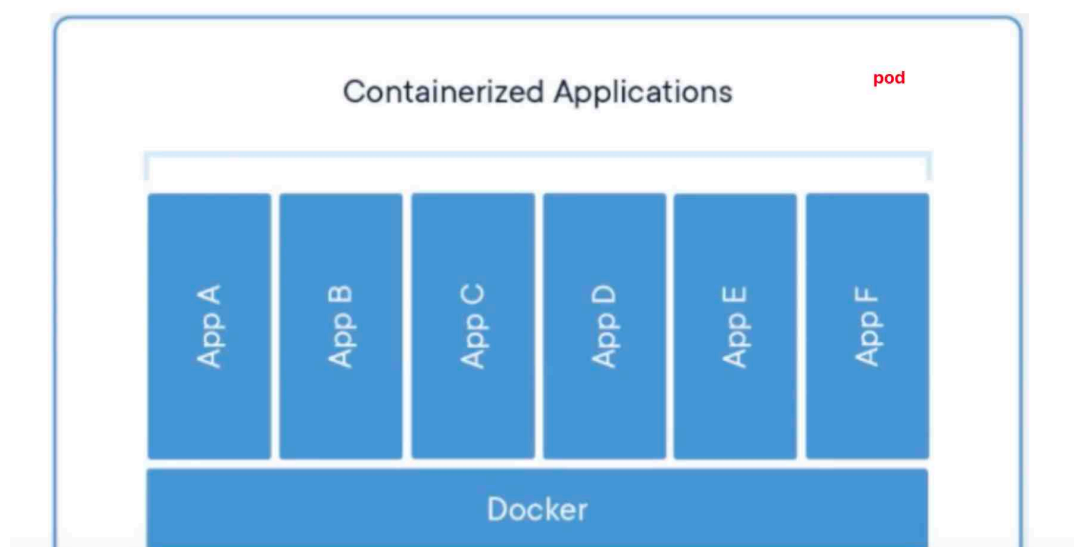 Containerized Applications
pod
App A
App B
App C
App D
App E
App F
Docker